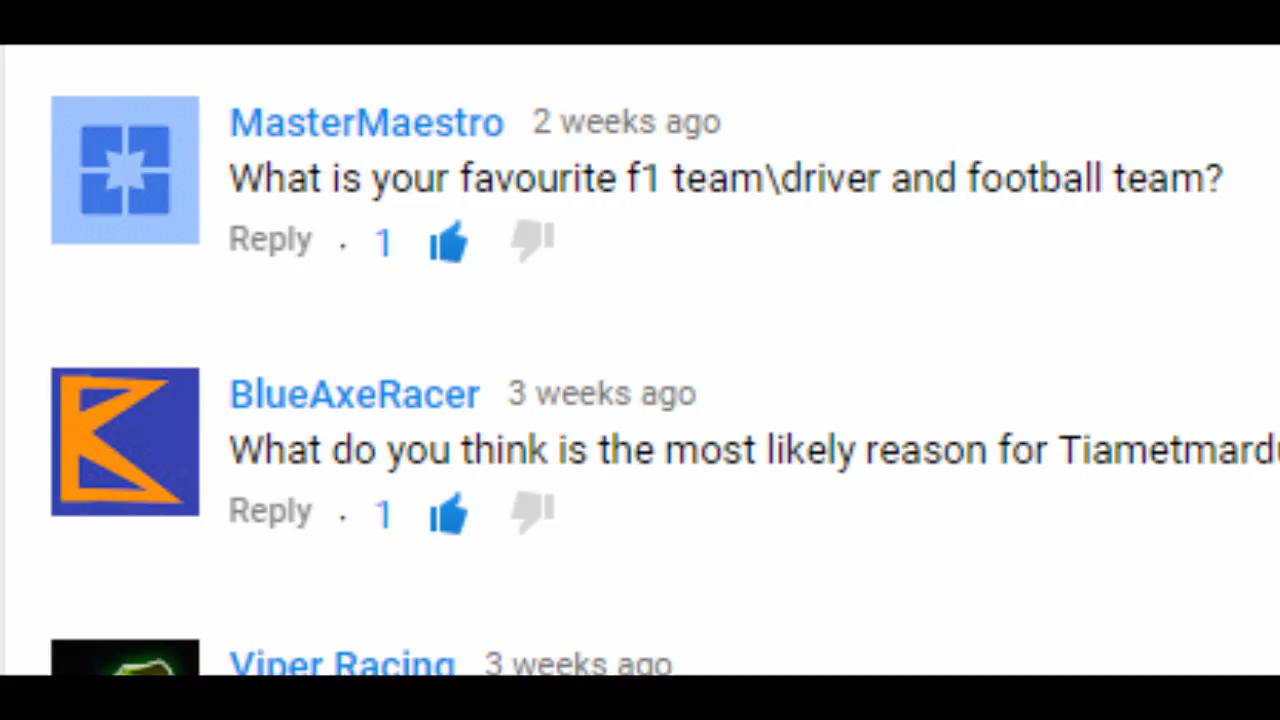 MasterMaestro 2 weeks ago
What is your favourite f1 team\driver and football team?
Reply · 1
BlueAxeRacer 3 weeks ago
What do you think is the most likely reason for
Reply · 1
Viper Racing 3 weeks ago